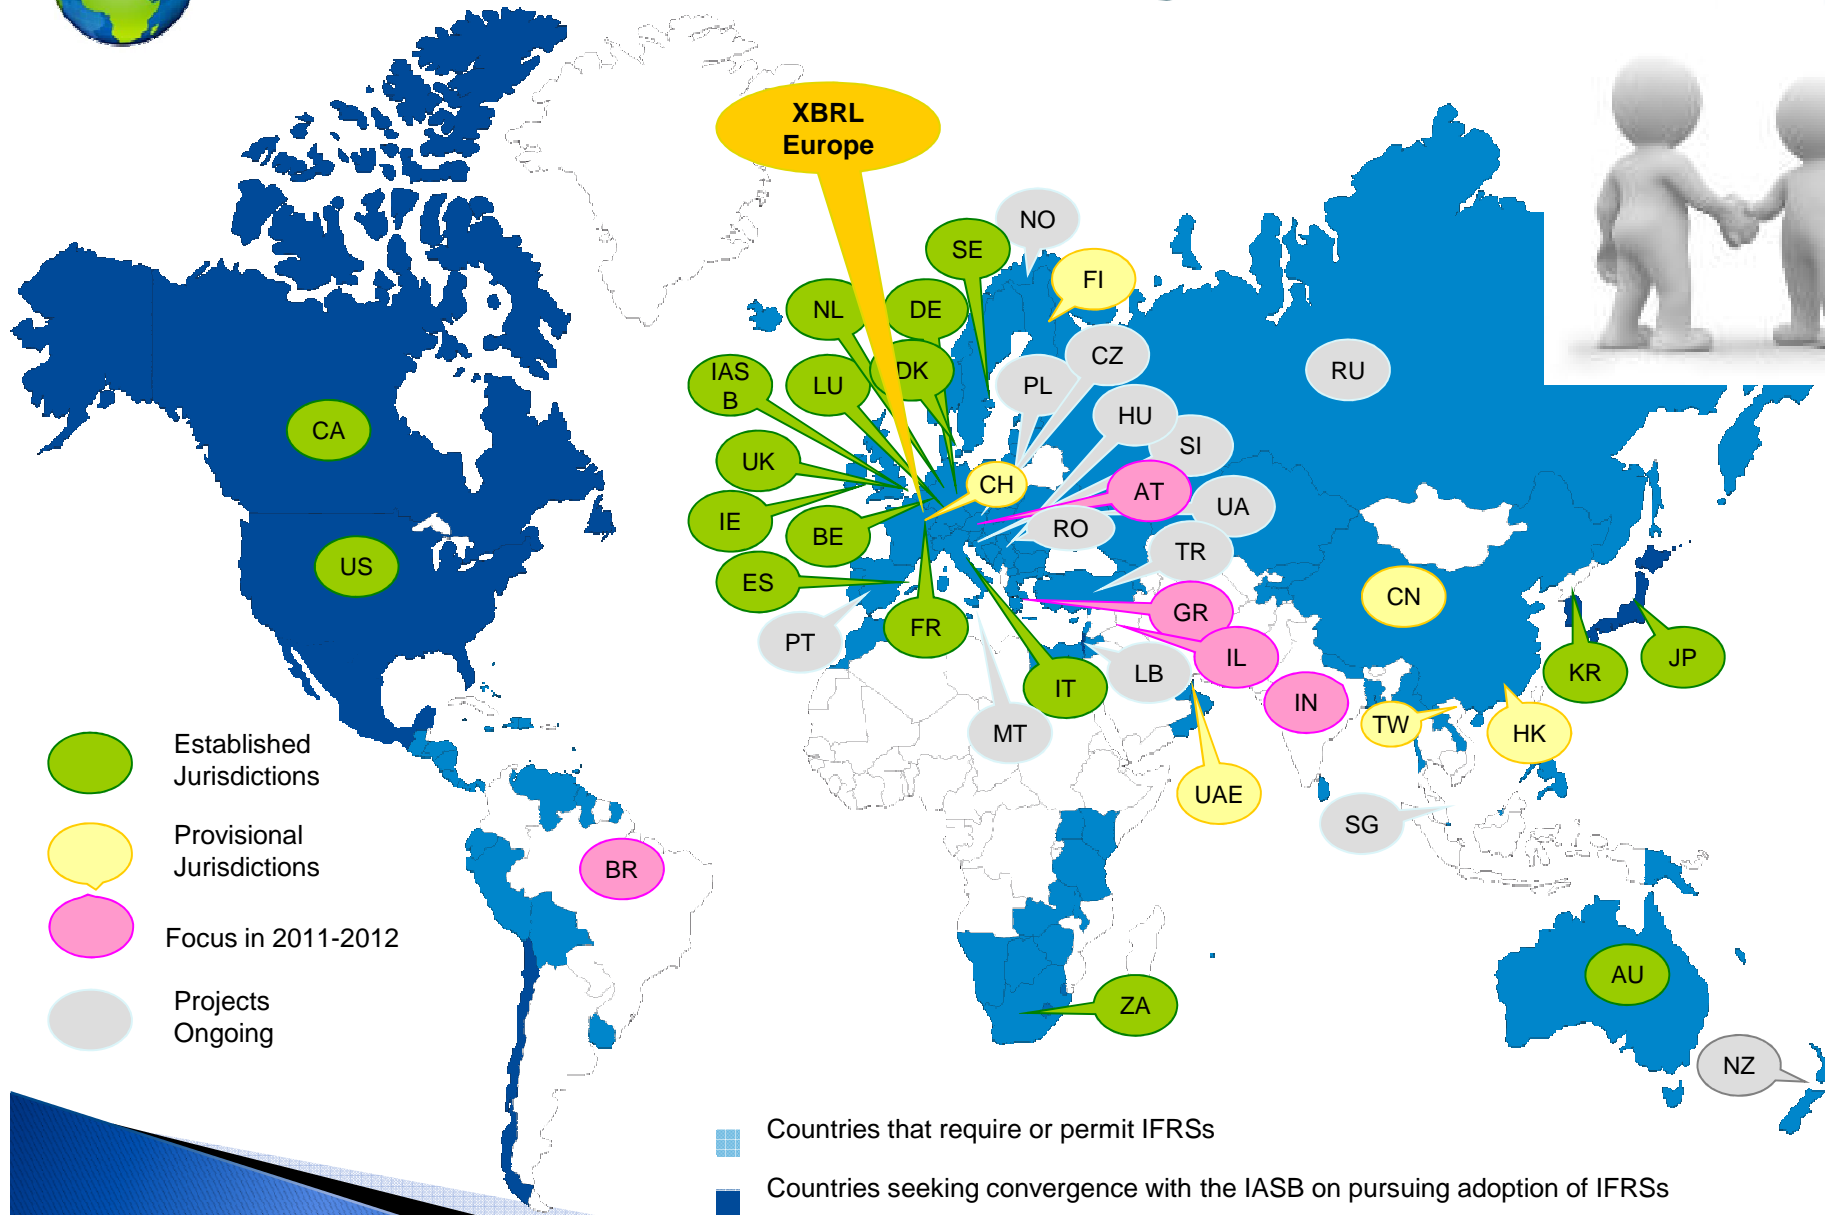 XBRL
Europe
NO
SE
FI
NL
DE
CZ
IAS
B
LU
DK
PL
RU
HU
CA
SI
UK
CH
AT
UA
IE
BE
RO
TR
US
ES
CN
GR
FR
PT
IL
LB
IT
KR
JP
IN
TW
HK
MT
UAE
SG
BR
AU
ZA
NZ
Established
Jurisdictions
Provisional
Jurisdictions
Focus in 2011-2012
Projects
Ongoing
Countries that require or permit IFRSs
Countries seeking convergence with the IASB on pursuing adoption of IFRSs